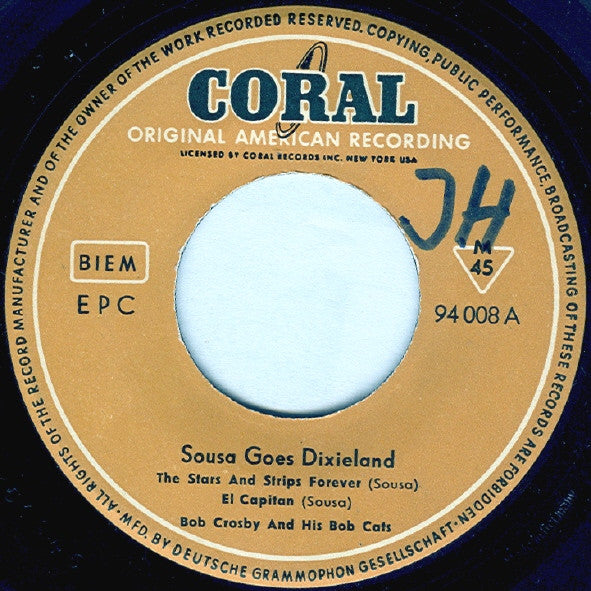 CORAL
ORIGINAL AMERICAN RECORDING
LICENSED BY CORAL RECORDS INC. NEW YORK USA
JH
BIEM
EPC
M
45
94 008 A
Sousa Goes Dixieland
The Stars And Strips Forever (Sousa)
El Capitan (Sousa)
Bob Crosby And His Bob Cats
ALL RIGHTS OF THE RECORD MANUFACTURER AND OF THE OWNER OF THE WORK RECORDED RESERVED. COPYING, PUBLIC PERFORMANCE, BROADCASTING OF THESE RECORDS ARE FORBIDDEN
• MFD. BY DEUTSCHE GRAMMOPHON GESELLSCHAFT •